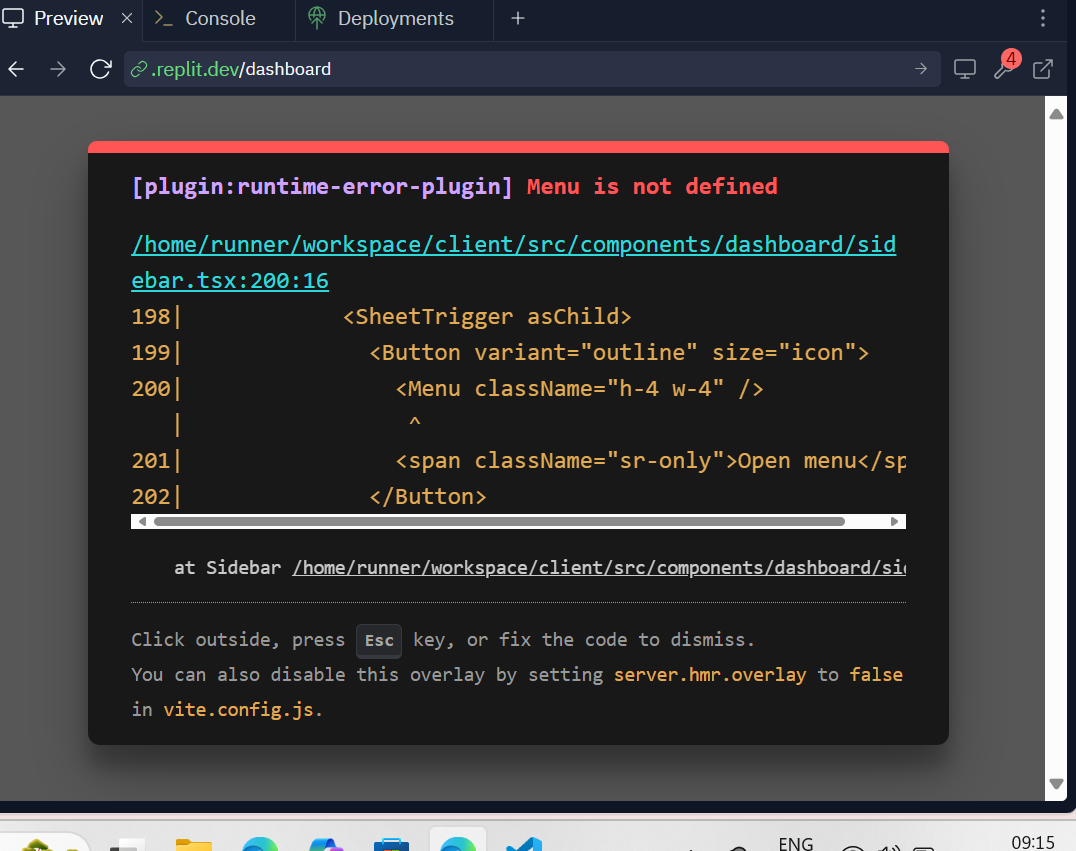 Preview
Console
Deployments
.replit.dev/dashboard
4
[plugin:runtime-error-plugin] Menu is not defined
/home/runner/workspace/client/src/components/dashboard/sid
ebar.tsx:200:16
198|            <SheetTrigger asChild>
199|              <Button variant="outline" size="icon">
200|                <Menu className="h-4 w-4" />
   |                 ^
201|                <span className="sr-only">Open menu</sp
202|              </Button>
at Sidebar /home/runner/workspace/client/src/components/dashboard/sid
Click outside, press Esc key, or fix the code to dismiss.
You can also disable this overlay by setting server.hmr.overlay to false
in vite.config.js.
ENG
09:15